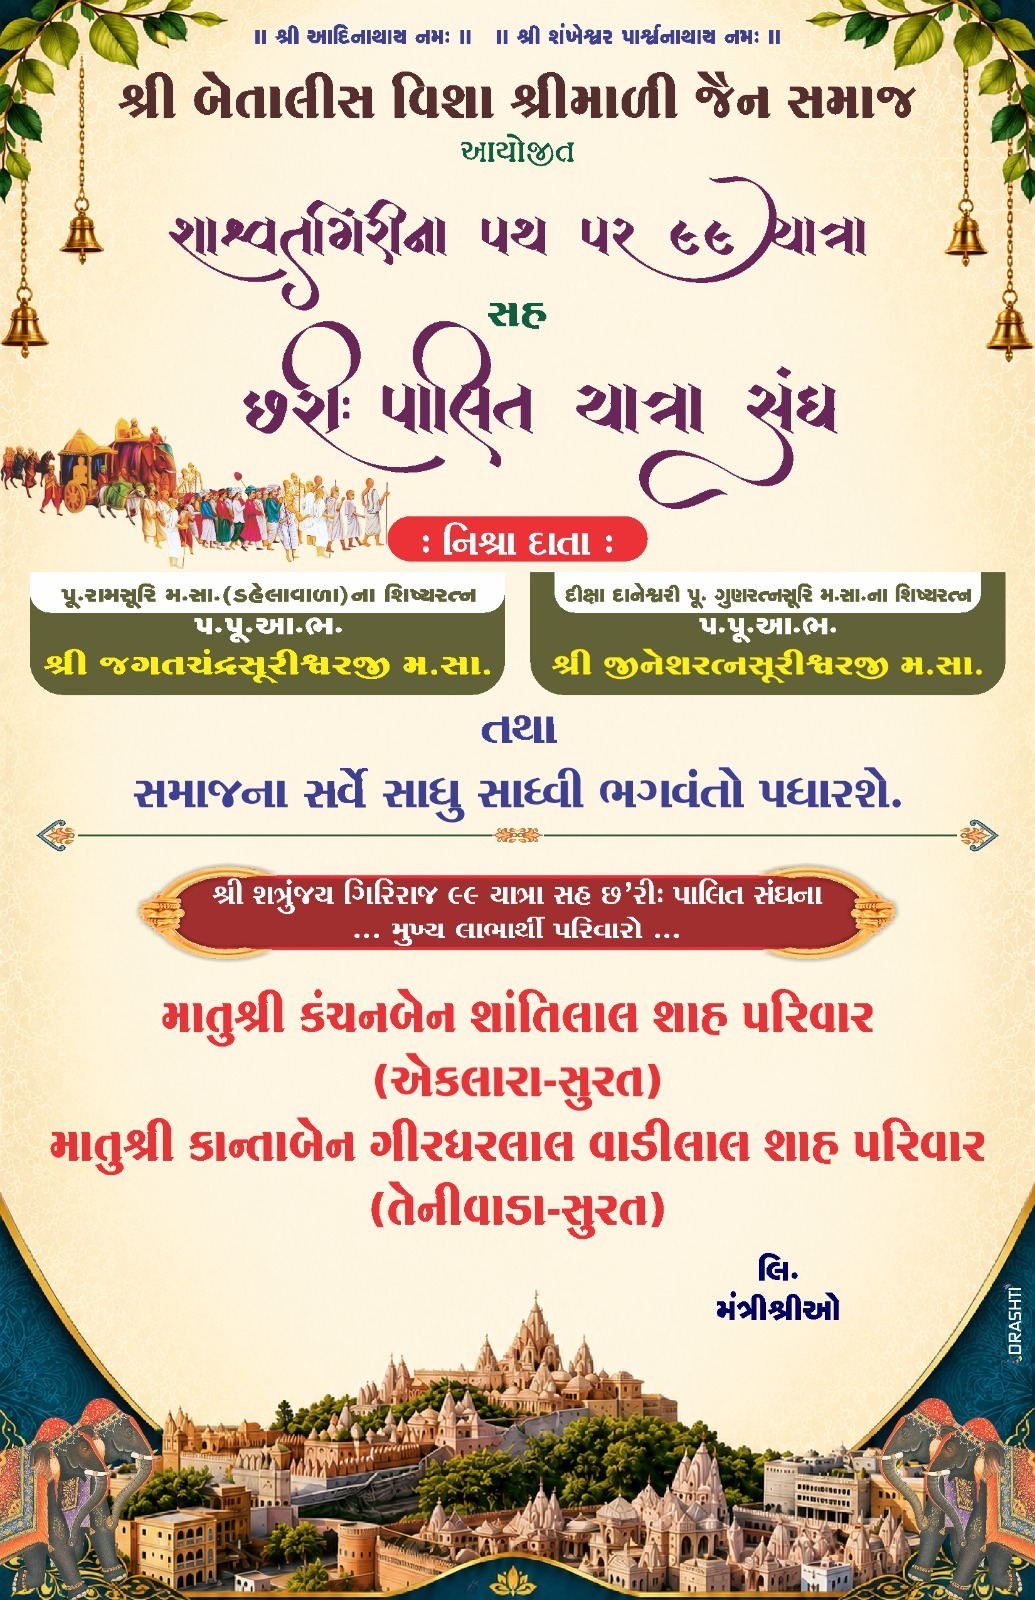 ॥ શ્રી આદિનાથાય નમઃ ॥ ॥ શ્રી શંખેશ્વર પાર્શ્વનાથાય નમઃ ॥
શ્રી બેતાલીસ વિશા શ્રીમાળી જૈન સમાજ
આયોજીત
શાશ્વતગિરીના પથ પર ૯૯ યાત્રા
સહ
છરીઃ પાલિત યાત્રા સંઘ
: નિશ્રા દાતા :
પૂ.રામસૂરિ મ.સા.(ડહેલાવાળા)ના શિષ્યરત્ન
પ.પૂ.આ.ભ.
શ્રી જગતચંદ્રસૂરીશ્વરજી મ.સા.
દીક્ષા દાનેશ્વરી પૂ. ગુણરત્નસૂરિ મ.સા.ના શિષ્યરત્ન
પ.પૂ.આ.ભ.
શ્રી જીનેશરત્નસૂરીશ્વરજી મ.સા.
તથા
સમાજના સર્વે સાધુ સાધ્વી ભગવંતો પધારશે.
શ્રી શત્રુંજય ગિરિરાજ ૯૯ યાત્રા સહ છ'રીઃ પાલિત સંઘના
... મુખ્ય લાભાર્થી પરિવારો ...
માતુશ્રી કંચનબેન શાંતિલાલ શાહ પરિવાર
(એકલારા-સુરત)
માતુશ્રી કાન્તાબેન ગીરધરલાલ વાડીલાલ શાહ પરિવાર
(તેનીવાડા-સુરત)
લિ.
મંત્રીશ્રીઓ
DRASHTI